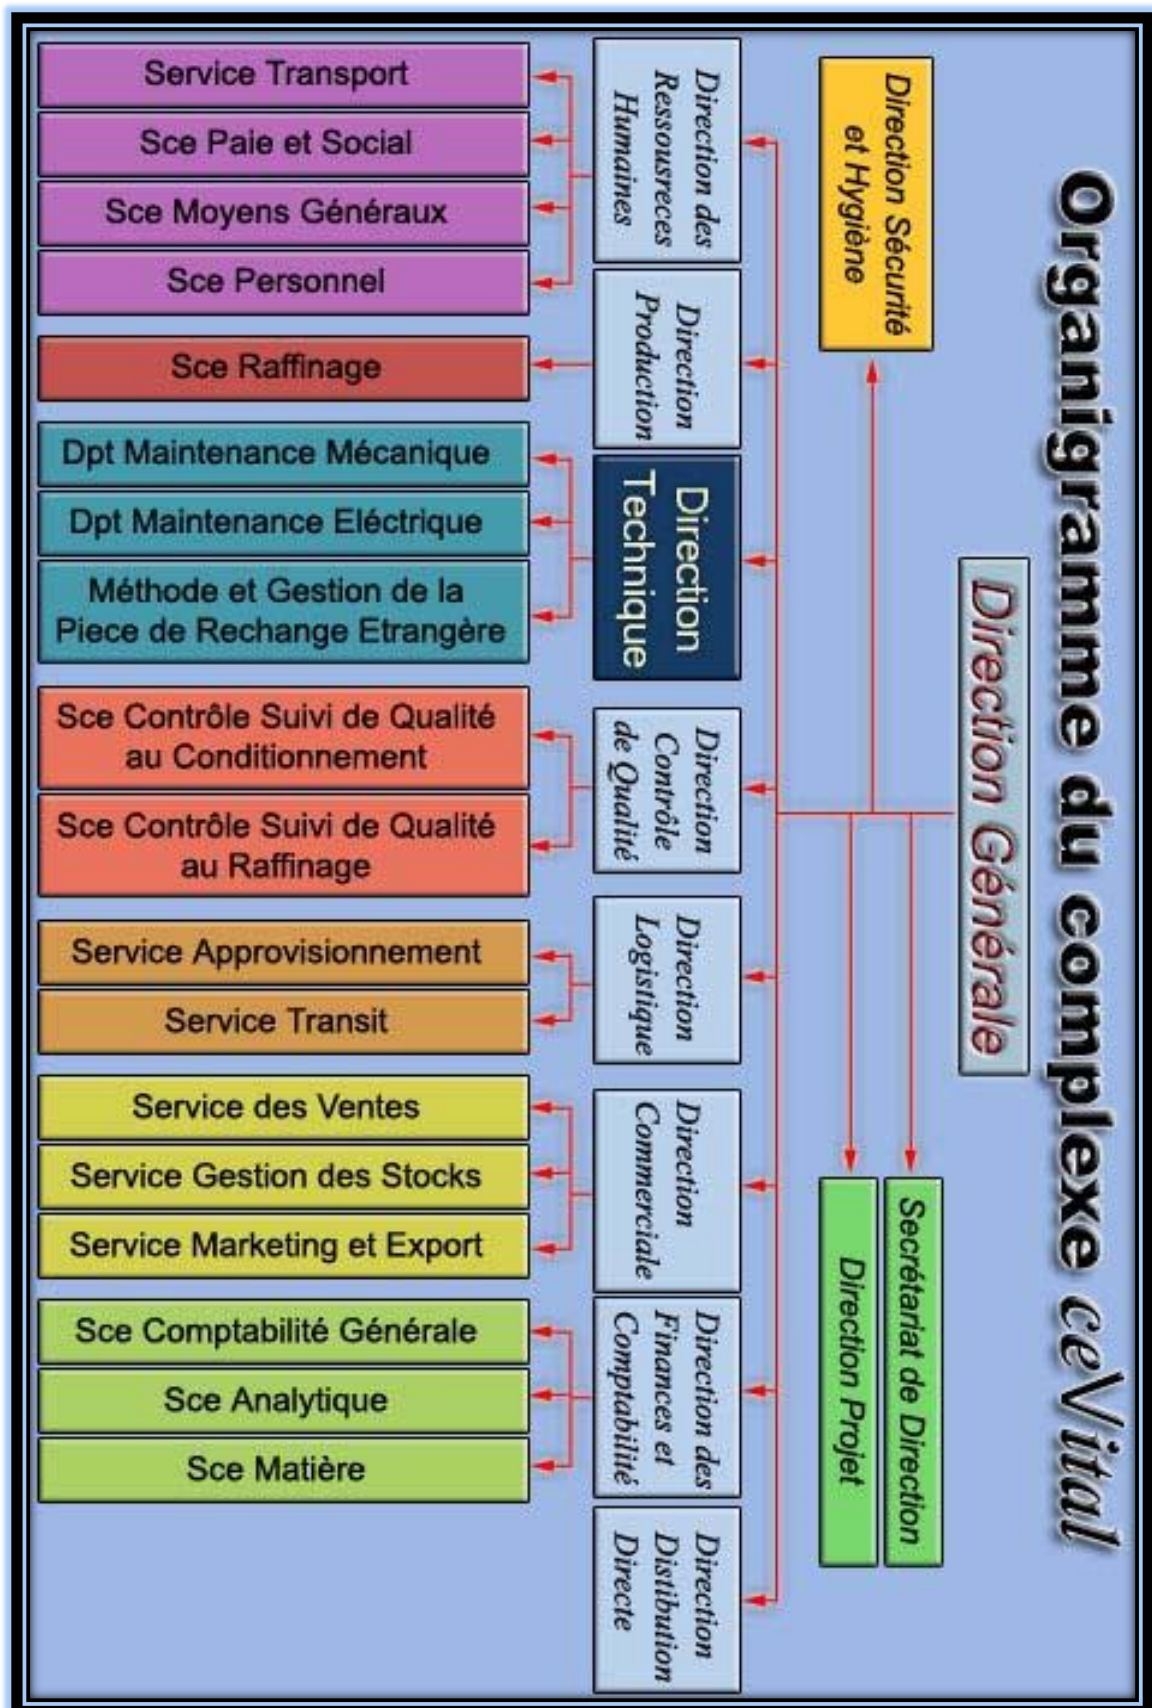 Organigramme du complexe ceVital
Direction Générale
Direction Sécurité
et Hygiène
Secrétariat de Direction
Direction Projet
Direction des
Ressousreces
Humaines
Direction
Production
Direction
Technique
Direction
Contrôle
de Qualité
Direction
Logistique
Direction
Commerciale
Direction des
Finances et
Comptabilité
Direction
Distibution
Directe
Service Transport
Sce Paie et Social
Sce Moyens Généraux
Sce Personnel
Sce Raffinage
Dpt Maintenance Mécanique
Dpt Maintenance Eléctrique
Méthode et Gestion de la
Piece de Rechange Etrangère
Sce Contrôle Suivi de Qualité
au Conditionnement
Sce Contrôle Suivi de Qualité
au Raffinage
Service Approvisionnement
Service Transit
Service des Ventes
Service Gestion des Stocks
Service Marketing et Export
Sce Comptabilité Générale
Sce Analytique
Sce Matière